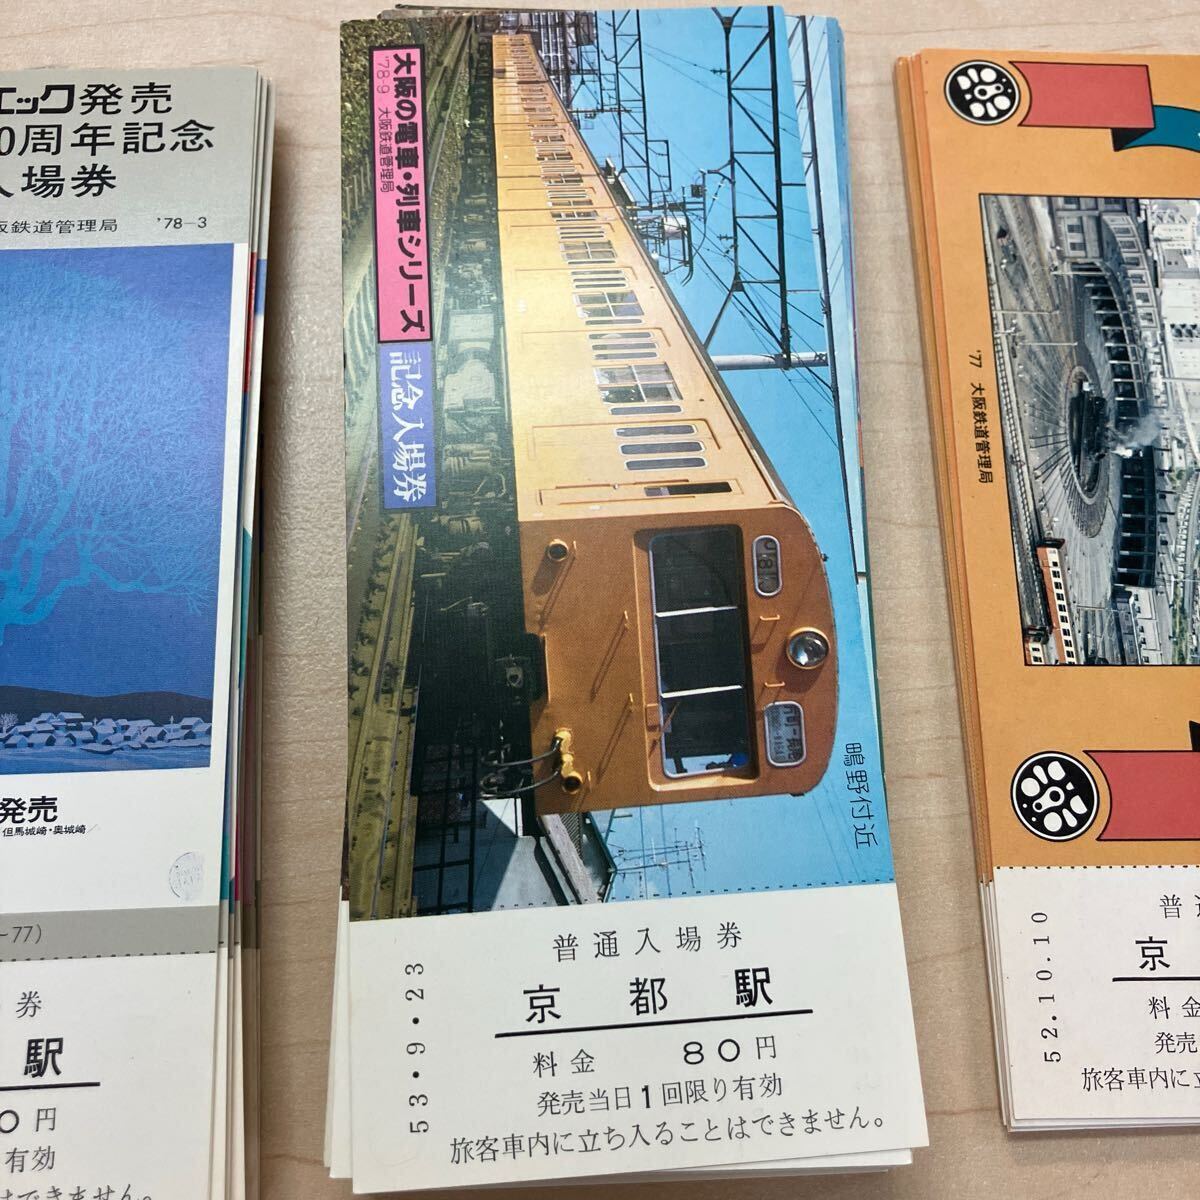 エック発売
0周年記念
入場券
阪鉄道管理局 '78-3
発売
但馬城崎・奥城崎
-77)
券
駅
0円
有効
はできません。
大阪の電車・列車シリーズ
'78-9 大阪鉄道管理局
記念入場券
鴫野付近
普通入場券
京都駅
料金 80円
発売当日1回限り有効
旅客車内に立ち入ることはできません。
53・9・23
'77 大阪鉄道管理局
52.10.10
普通
京
料金
発売
旅客車内に立